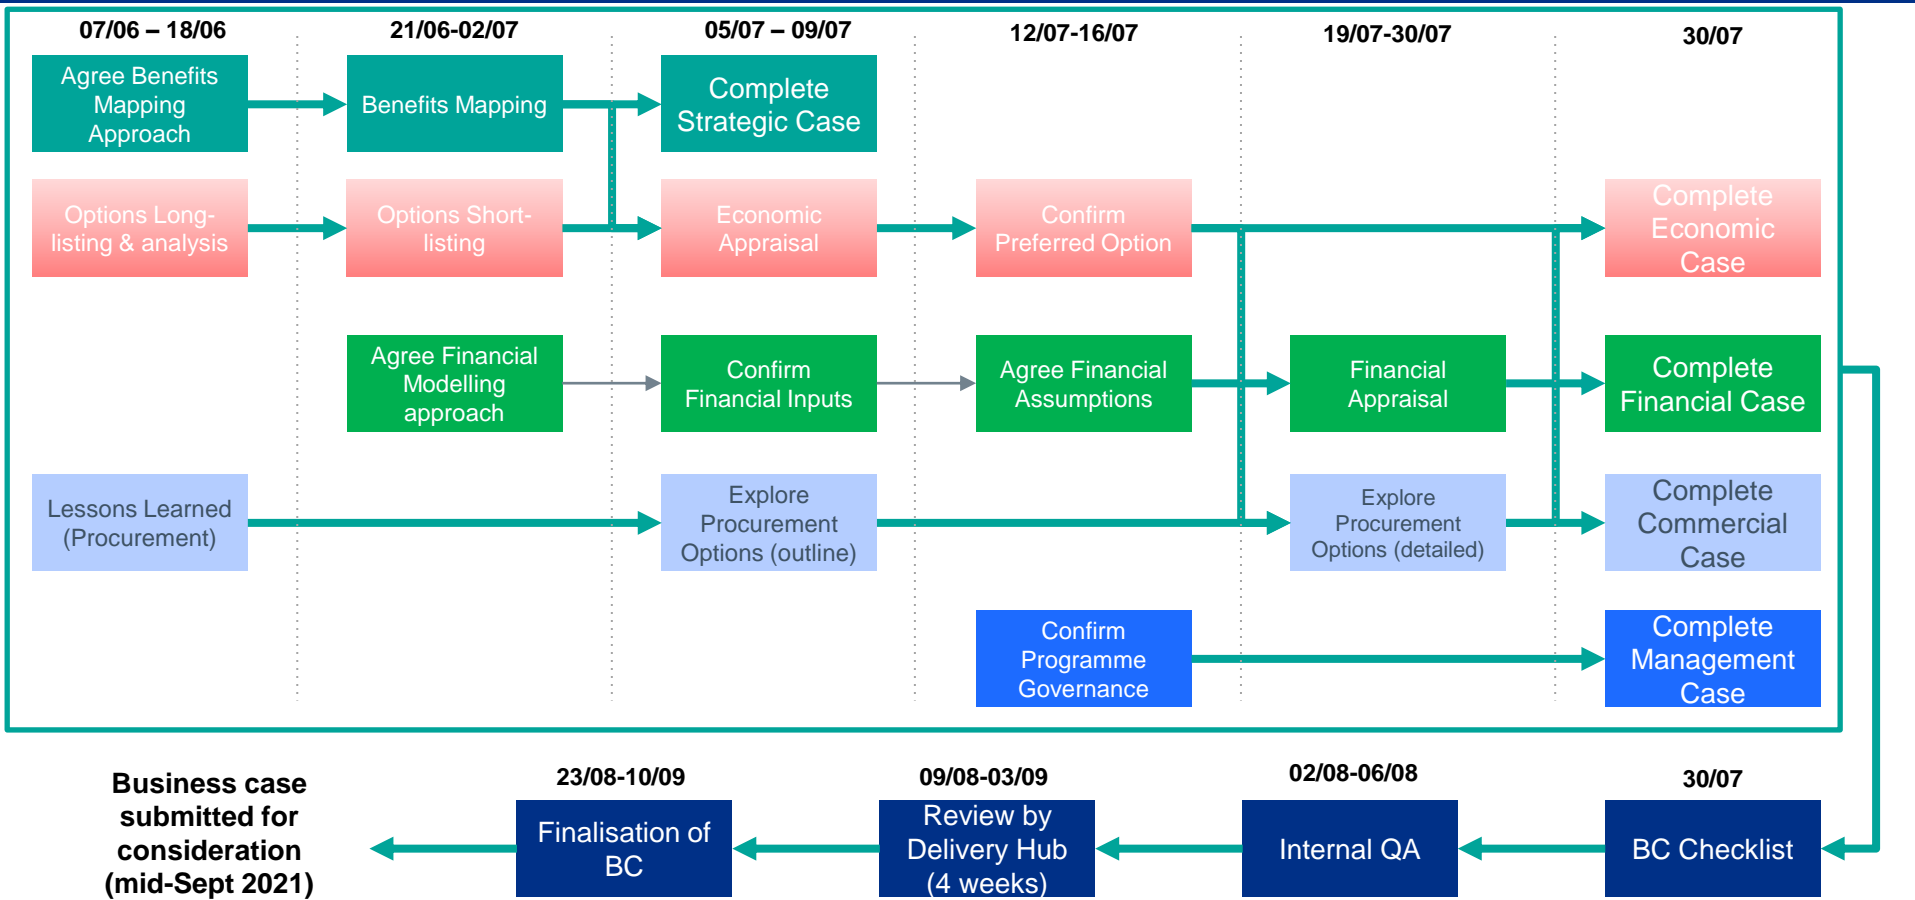 07/06 – 18/06
21/06-02/07
05/07 – 09/07
12/07-16/07
19/07-30/07
30/07
Agree Benefits
Mapping
Approach
Benefits Mapping
Complete
Strategic Case
Options Long-
listing & analysis
Options Short-
listing
Economic
Appraisal
Confirm
Preferred Option
Complete
Economic
Case
Agree Financial
Modelling
approach
Confirm
Financial Inputs
Agree Financial
Assumptions
Financial
Appraisal
Complete
Financial Case
Lessons Learned
(Procurement)
Explore
Procurement
Options (outline)
Explore
Procurement
Options (detailed)
Complete
Commercial
Case
Confirm
Programme
Governance
Complete
Management
Case
Business case
submitted for
consideration
(mid-Sept 2021)
23/08-10/09
Finalisation of
BC
09/08-03/09
Review by
Delivery Hub
(4 weeks)
02/08-06/08
Internal QA
30/07
BC Checklist